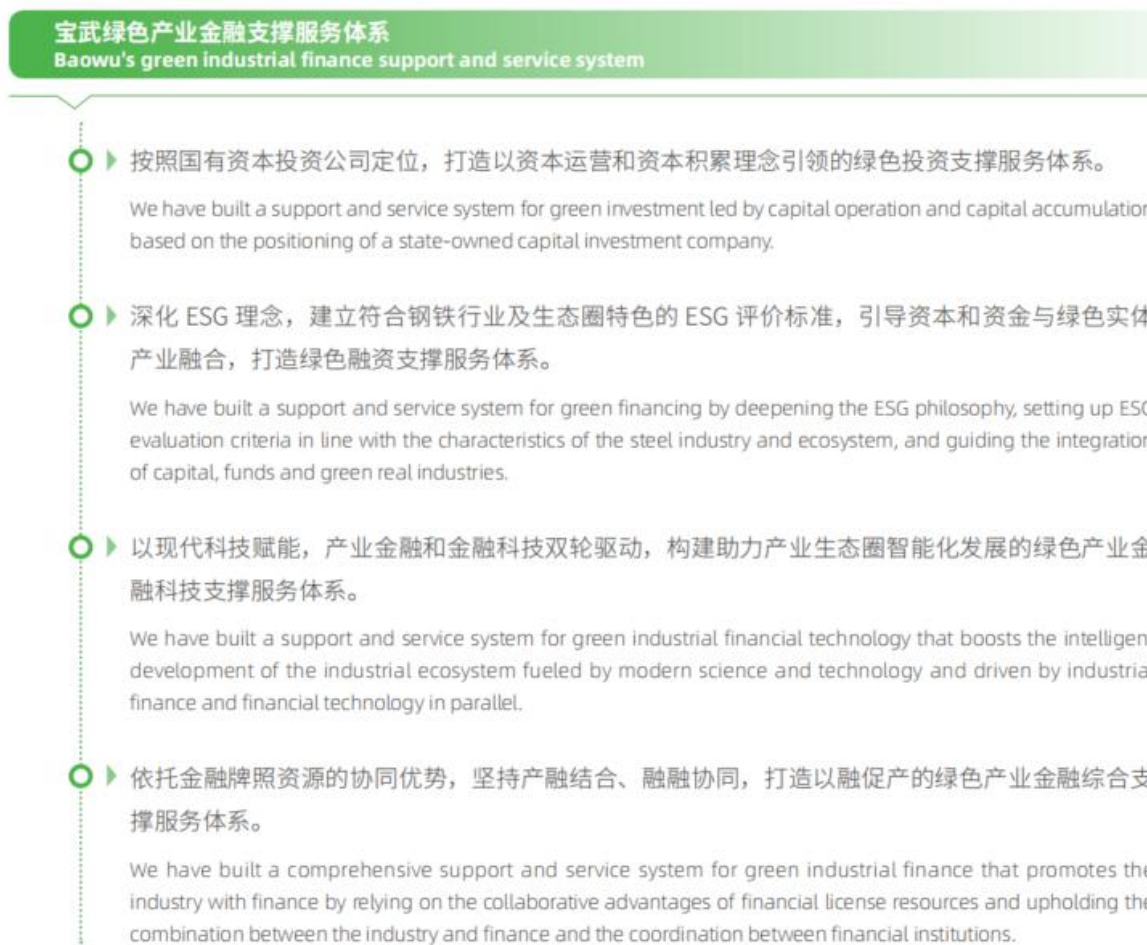 宝武绿色产业金融支撑服务体系
Baowu's green industrial finance support and service system
按照国有资本投资公司定位，打造以资本运营和资本积累理念引领的绿色投资支撑服务体系。
We have built a support and service system for green investment led by capital operation and capital accumulation
based on the positioning of a state-owned capital investment company.
深化 ESG 理念，建立符合钢铁行业及生态圈特色的 ESG 评价标准，引导资本和资金与绿色实体
产业融合，打造绿色融资支撑服务体系。
We have built a support and service system for green financing by deepening the ESG philosophy, setting up ESG
evaluation criteria in line with the characteristics of the steel industry and ecosystem, and guiding the integration
of capital, funds and green real industries.
以现代科技赋能，产业金融和金融科技双轮驱动，构建助力产业生态圈智能化发展的绿色产业金
融科技支撑服务体系。
We have built a support and service system for green industrial financial technology that boosts the intelligen
development of the industrial ecosystem fueled by modern science and technology and driven by industria
finance and financial technology in parallel.
依托金融牌照资源的协同优势，坚持产融结合、融融协同，打造以融促产的绿色产业金融综合支
撑服务体系。
We have built a comprehensive support and service system for green industrial finance that promotes the
industry with finance by relying on the collaborative advantages of financial license resources and upholding the
combination between the industry and finance and the coordination between financial institutions.